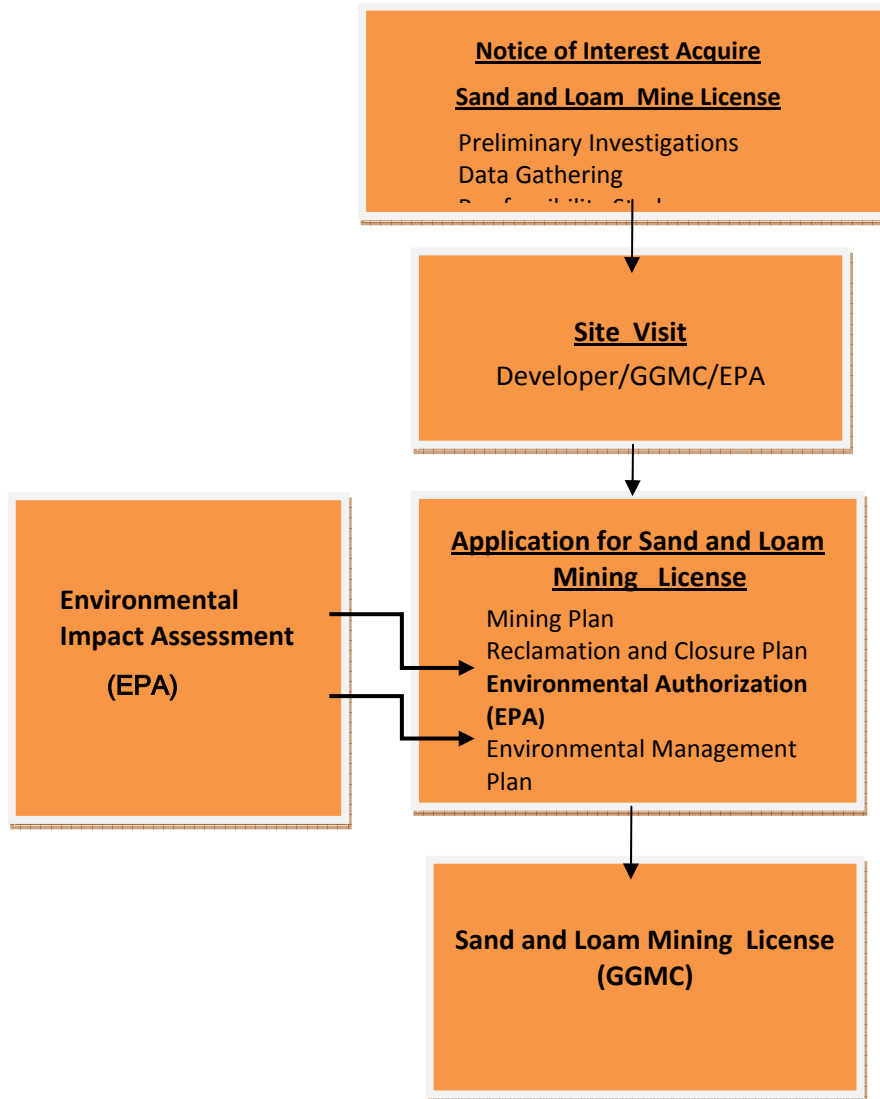 Notice of Interest Acquire
Sand and Loam Mine License
Preliminary Investigations
Data Gathering
Site Visit
Developer/GGMC/EPA
Environmental
Impact Assessment
(EPA)
Application for Sand and Loam
Mining License
Mining Plan
Reclamation and Closure Plan
Environmental Authorization
(EPA)
Environmental Management
Plan
Sand and Loam Mining License
(GGMC)